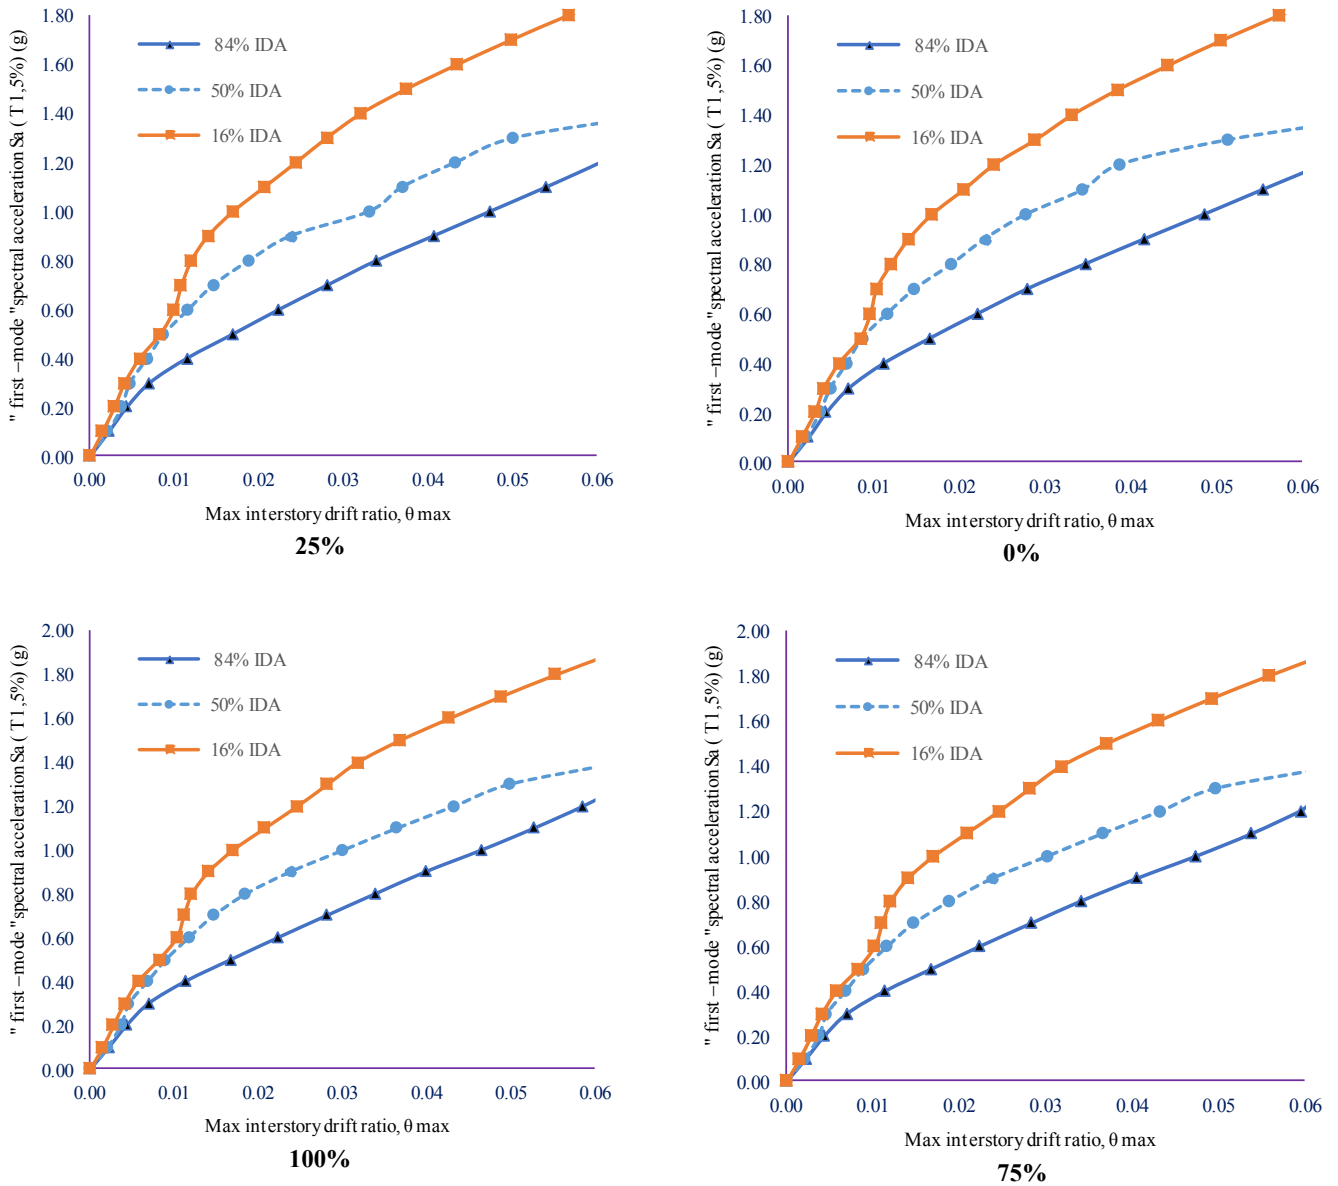 1.80
1.60
1.40
1.20
1.00
0.80
0.60
0.40
0.20
0.00
" first –mode "spectral acceleration Sa ( T1,5%) (g)
84% IDA
50% IDA
16% IDA
0.00 0.01 0.02 0.03 0.04 0.05 0.06
Max interstory drift ratio, θ max
25%
1.80
1.60
1.40
1.20
1.00
0.80
0.60
0.40
0.20
0.00
" first –mode "spectral acceleration Sa ( T1,5%) (g)
84% IDA
50% IDA
16% IDA
0.00 0.01 0.02 0.03 0.04 0.05 0.06
Max interstory drift ratio, θ max
0%
2.00
1.80
1.60
1.40
1.20
1.00
0.80
0.60
0.40
0.20
0.00
" first –mode "spectral acceleration Sa ( T1,5%) (g)
84% IDA
50% IDA
16% IDA
0.00 0.01 0.02 0.03 0.04 0.05 0.06
Max interstory drift ratio, θ max
100%
2.00
1.80
1.60
1.40
1.20
1.00
0.80
0.60
0.40
0.20
0.00
" first –mode "spectral acceleration Sa ( T1,5%) (g)
84% IDA
50% IDA
16% IDA
0.00 0.01 0.02 0.03 0.04 0.05 0.06
Max interstory drift ratio, θ max
75%